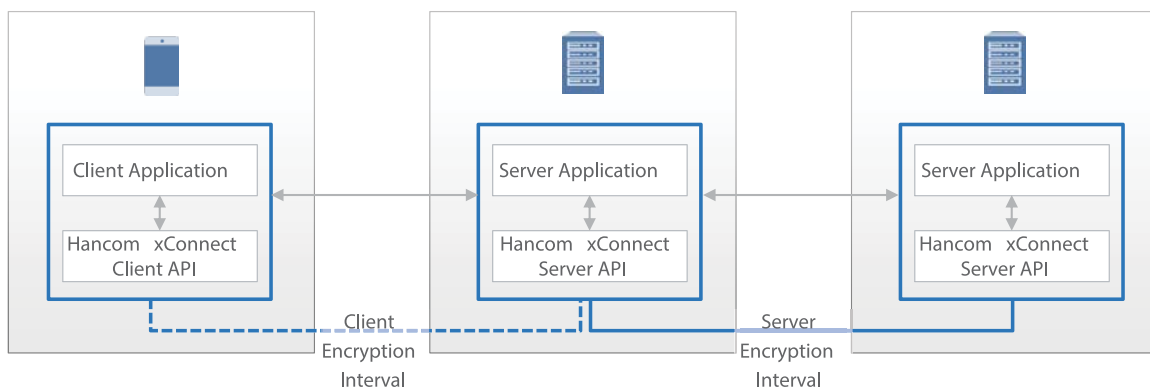 Client Application
Hancom xConnect
Client API
Server Application
Hancom xConnect
Server API
Server Application
Hancom xConnect
Server API
Client
Encryption
Interval
Server
Encryption
Interval